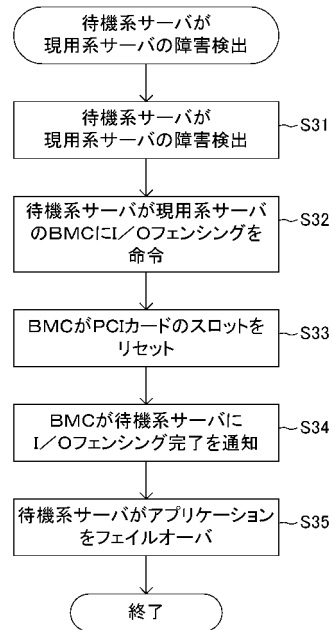 待機系サーバが
現用系サーバの障害検出
待機系サーバが
現用系サーバの障害検出
S31
待機系サーバが現用系サーバ
のBMCにI/Oフェンシングを
命令
S32
BMCがPCIカードのスロットを
リセット
S33
BMCが待機系サーバに
I/Oフェンシング完了を通知
S34
待機系サーバがアプリケーション
をフェイルオーバ
S35
終了